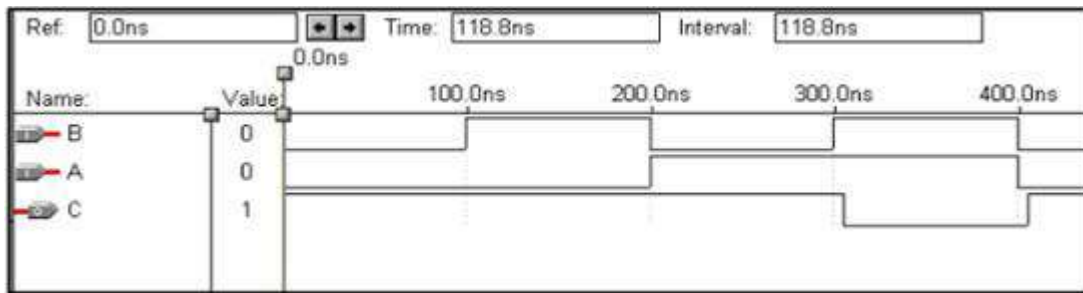 Ref: 0.0ns Time: 118.8ns Interval: 118.8ns
0.0ns
Name: Value: 100.0ns 200.0ns 300.0ns 400.0ns
B 0
A 0
C 1